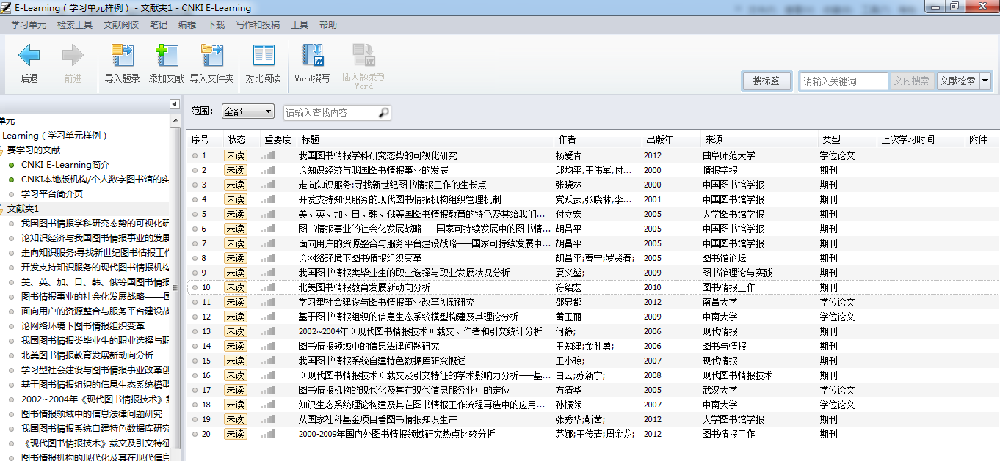 E-Learning（学习单元样例） - 文献夹1 - CNKI E-Learning
学习单元 检索工具 文献阅读 笔记 编辑 下载 写作和投稿 工具 帮助
后退 前进 导入题录 添加文献 导入文件夹 对比阅读 Word撰写 插入题录到Word
搜标签 请输入关键词 文内搜索 文献检索
范围： 全部 请输入查找内容
单元
E-Learning（学习单元样例）
要学习的文献
CNKI E-Learning简介
CNKI本地版机构/个人数字图书馆的实
学习平台简介页
文献夹1
我国图书情报学科研究态势的可视化研
论知识经济与我国图书情报事业的发展
走向知识服务:寻找新世纪图书情报工作
开发支持知识服务的现代图书情报机构
美、英、加、日、韩、俄等国图书情报
图书情报事业的社会化发展战略——国
面向用户的资源整合与服务平台建设战
论网络环境下图书情报组织变革
我国图书情报类毕业生的职业选择与职
北美图书情报教育发展新动向分析
学习型社会建设与图书情报事业改革创
基于图书情报组织的信息生态系统模型
2002~2004年《现代图书情报技术》载
图书情报领域中的信息法律问题研究
我国图书情报系统自建特色数据库研究
《现代图书情报技术》载文及引文特征
图书情报机构的现代化及其在现代信息
序号 状态 重要度 标题 作者 出版年 来源 类型 上次学习时间 附件
1 未读 我国图书情报学科研究态势的可视化研究 杨爱青 2012 曲阜师范大学 学位论文
2 未读 论知识经济与我国图书情报事业的发展 邱均平,王伟军,付... 2000 情报学报 期刊
3 未读 走向知识服务:寻找新世纪图书情报工作的生长点 张晓林 2000 中国图书馆学报 期刊
4 未读 开发支持知识服务的现代图书情报机构组织管理机制 党跃武,张晓林,李... 2001 中国图书馆学报 期刊
5 未读 美、英、加、日、韩、俄等国图书情报教育的特色及其给我们... 付立宏 2005 大学图书馆学报 期刊
6 未读 图书情报事业的社会化发展战略——国家可持续发展中的图书情... 胡昌平 2005 中国图书馆学报 期刊
7 未读 面向用户的资源整合与服务平台建设战略——国家可持续发展中... 胡昌平 2005 中国图书馆学报 期刊
8 未读 论网络环境下图书情报组织变革 胡昌平;曹宁;罗贤春; 2005 图书馆论坛 期刊
9 未读 我国图书情报类毕业生的职业选择与职业发展状况分析 夏义堃; 2009 图书馆理论与实践 期刊
10 未读 北美图书情报教育发展新动向分析 符绍宏 2010 图书情报工作 期刊
11 未读 学习型社会建设与图书情报事业改革创新研究 邵显都 2012 南昌大学 学位论文
12 未读 基于图书情报组织的信息生态系统模型构建及其理论分析 黄玉丽 2009 中南大学 学位论文
13 未读 2002~2004年《现代图书情报技术》载文、作者和引文统计分析 何静; 2006 现代情报 期刊
14 未读 图书情报领域中的信息法律问题研究 王知津;金胜勇; 2006 图书与情报 期刊
15 未读 我国图书情报系统自建特色数据库研究概述 王小琼; 2007 现代情报 期刊
16 未读 《现代图书情报技术》载文及引文特征的学术影响力分析——基... 白云;苏新宁; 2008 现代图书情报技术 期刊
17 未读 图书情报机构的现代化及其在现代信息服务业中的定位 方清华 2005 武汉大学 学位论文
18 未读 知识生态系统理论构建及其在图书情报工作流程再造中的应用... 孙振领 2007 中南大学 学位论文
19 未读 从国家社科基金项目看图书情报知识生产 张秀华;靳茜; 2012 大学图书馆学报 期刊
20 未读 2000-2009年国内外图书情报领域研究热点比较分析 苏娜;王传清;周金龙; 2012 图书情报工作 期刊